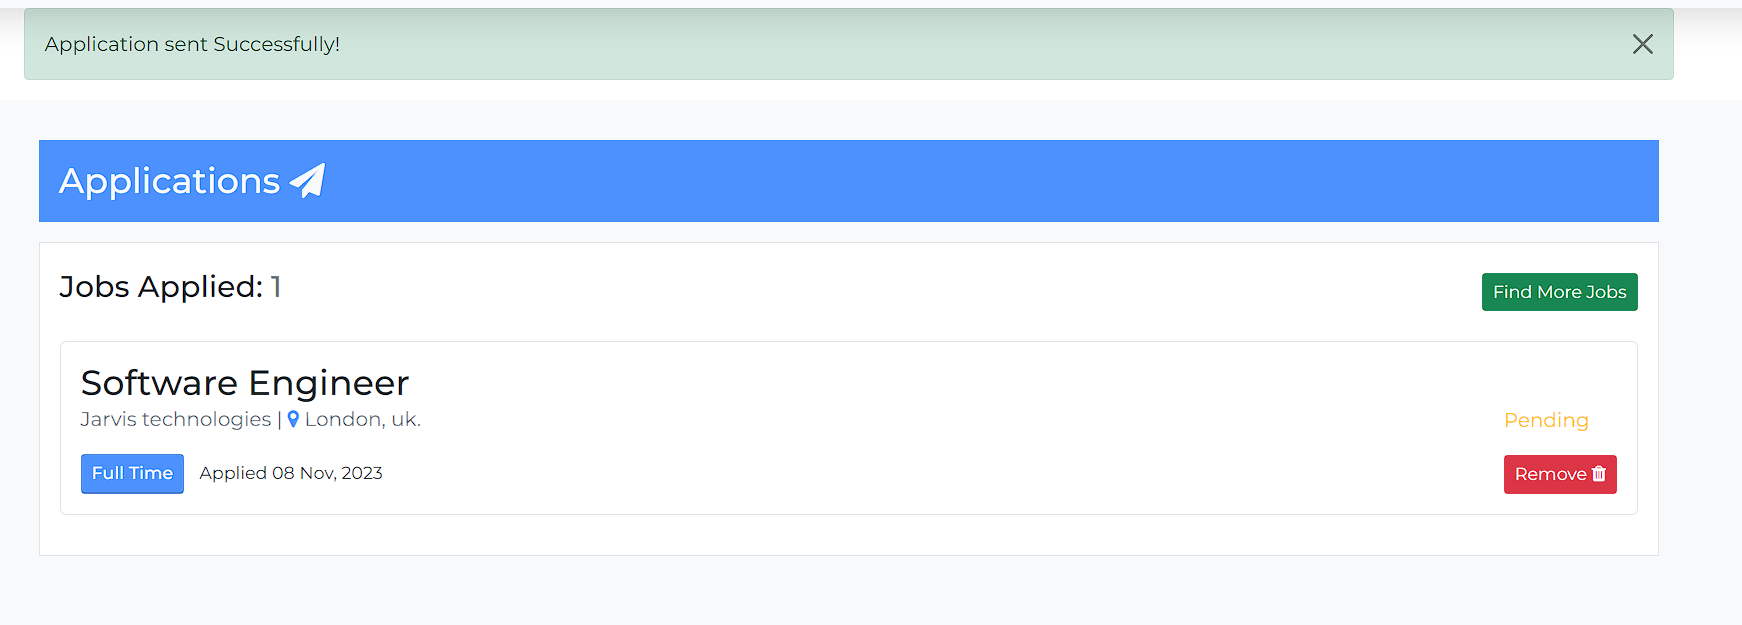 Application sent Successfully!
Applications
Jobs Applied: 1
Find More Jobs
Software Engineer
Jarvis technologies | London, uk.
Pending
Full Time
Applied 08 Nov, 2023
Remove